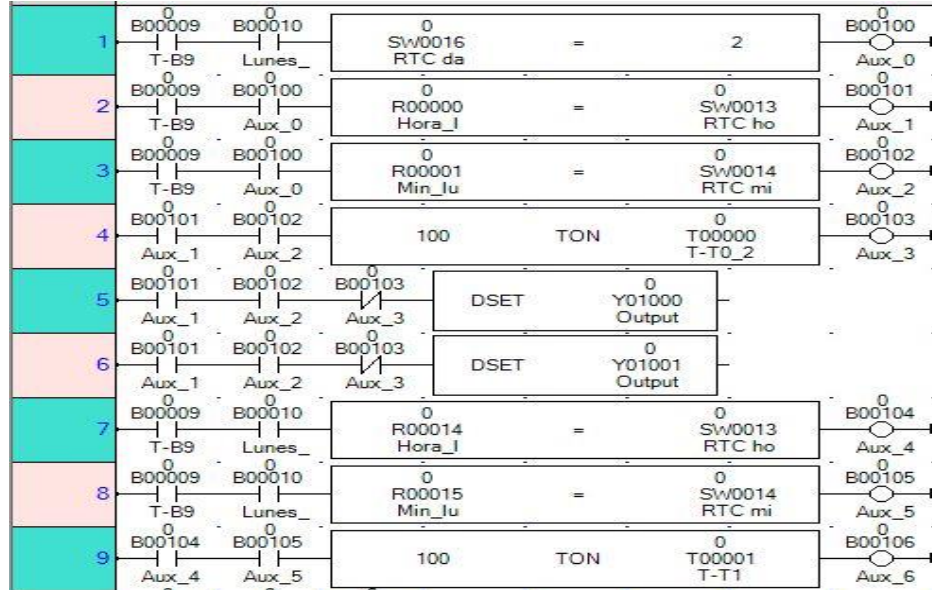 0 0 0 0
B00009 B00010 0 B00100
1 SW0016 = 2
T-B9 Lunes_ RTC da Aux_0
0 0 0 0 0
B00009 B00100 R00000 = SW0013 B00101
2 Hora_l RTC ho
T-B9 Aux_0 Aux_1
0 0 0 0 0
B00009 B00100 R00001 = SW0014 B00102
3 Min_lu RTC mi
T-B9 Aux_0 Aux_2
0 0 0 0
B00101 B00102 B00103
4 100 TON T00000
Aux_1 Aux_2 T-T0_2 Aux_3
0 0 0 0
B00101 B00102 B00103
5 DSET Y01000
Aux_1 Aux_2 Aux_3 Output
0 0 0 0
B00101 B00102 B00103
6 DSET Y01001
Aux_1 Aux_2 Aux_3 Output
0 0 0 0 0
B00009 B00010 R00014 = SW0013 B00104
7 Hora_l RTC ho
T-B9 Lunes_ Aux_4
0 0 0 0 0
B00009 B00010 R00015 = SW0014 B00105
8 Min_lu RTC mi
T-B9 Lunes_ Aux_5
0 0 0 0
B00104 B00105 B00106
9 100 TON T00001
Aux_4 Aux_5 T-T1 Aux_6